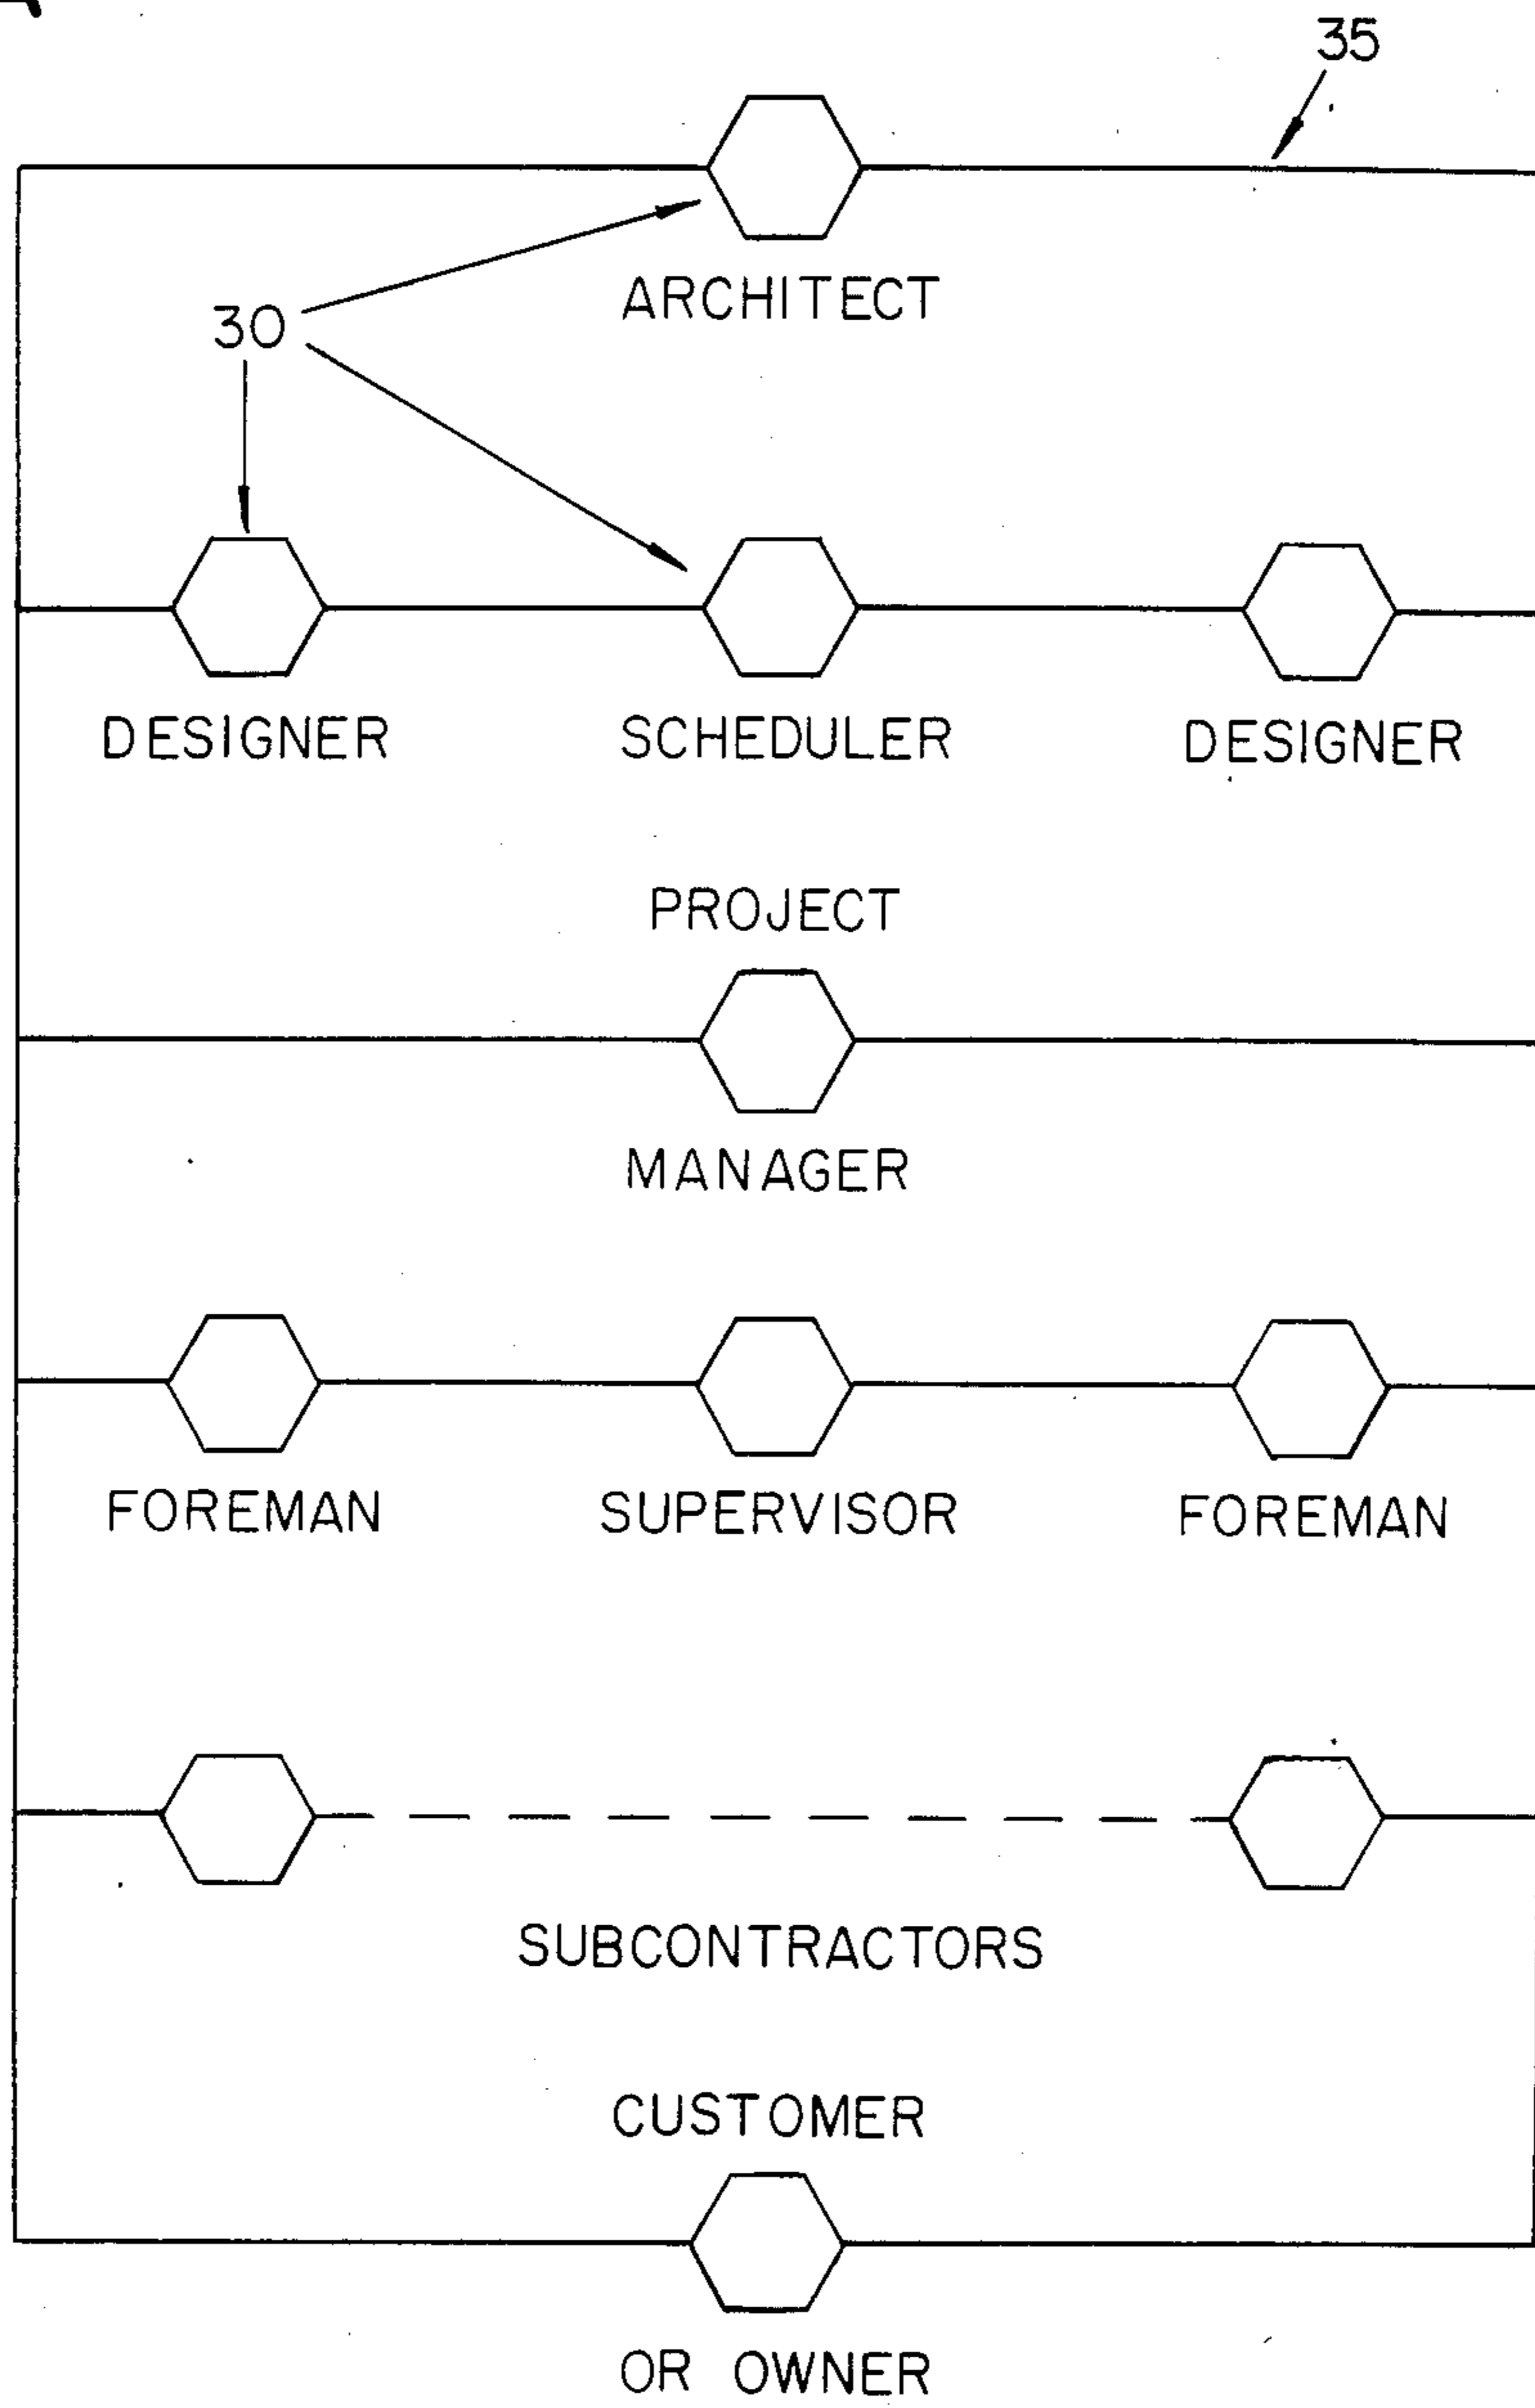 35
ARCHITECT
30
DESIGNER SCHEDULER DESIGNER
PROJECT
MANAGER
FOREMAN SUPERVISOR FOREMAN
SUBCONTRACTORS
CUSTOMER
OR OWNER